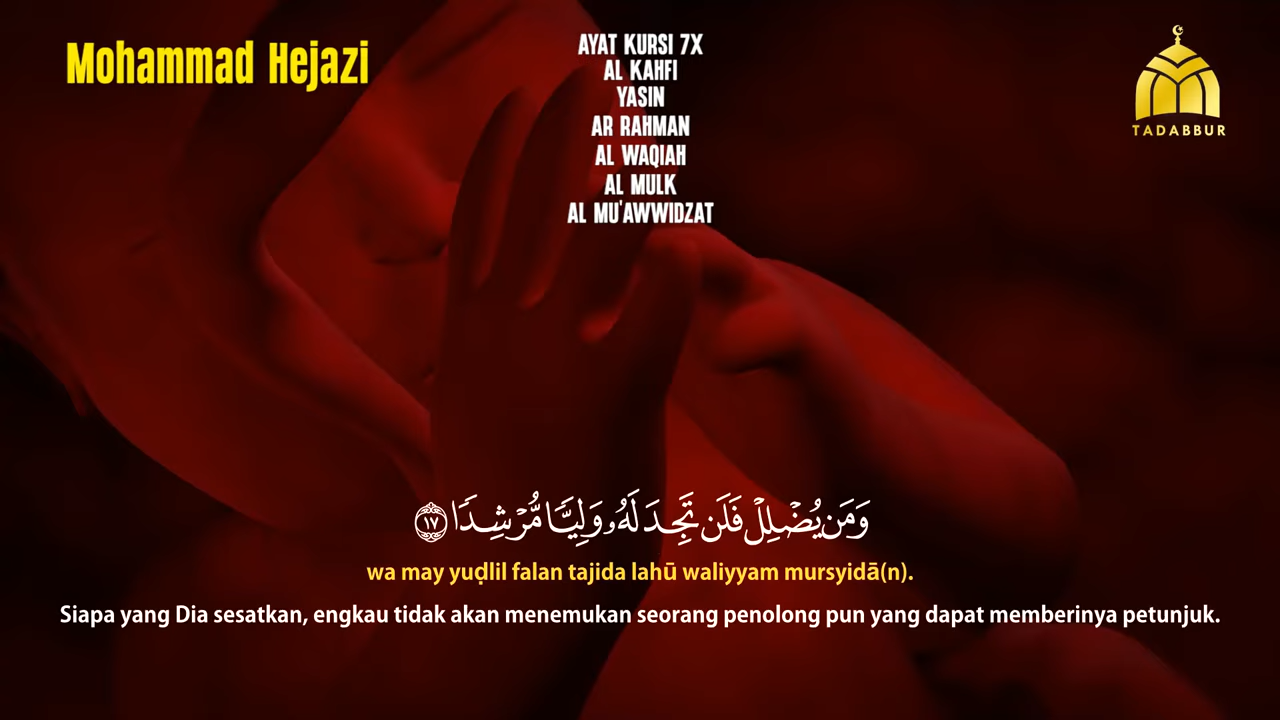 Mohammad Hejazi
AYAT KURSI 7X
AL KAHFI
YASIN
AR RAHMAN
AL WAQIAH
AL MULK
AL MU'AWWIDZAT
TADABBUR
وَمَن يُضْلِلْ فَلَن تَجِدَ لَهُۥ وَلِيًّا مُّرْشِدًا ١٧
wa may yuḍlil falan tajida lahū waliyyam mursyidā(n).
Siapa yang Dia sesatkan, engkau tidak akan menemukan seorang penolong pun yang dapat memberinya petunjuk.